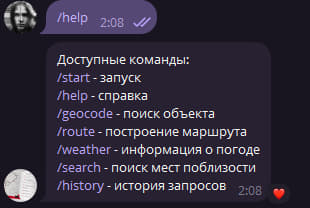 /help
2:08
Доступные команды:
/start - запуск
/help - справка
/geocode - поиск объекта
/route - построение маршрута
/weather - информация о погоде
/search - поиск мест поблизости
/history - история запросов
2:08